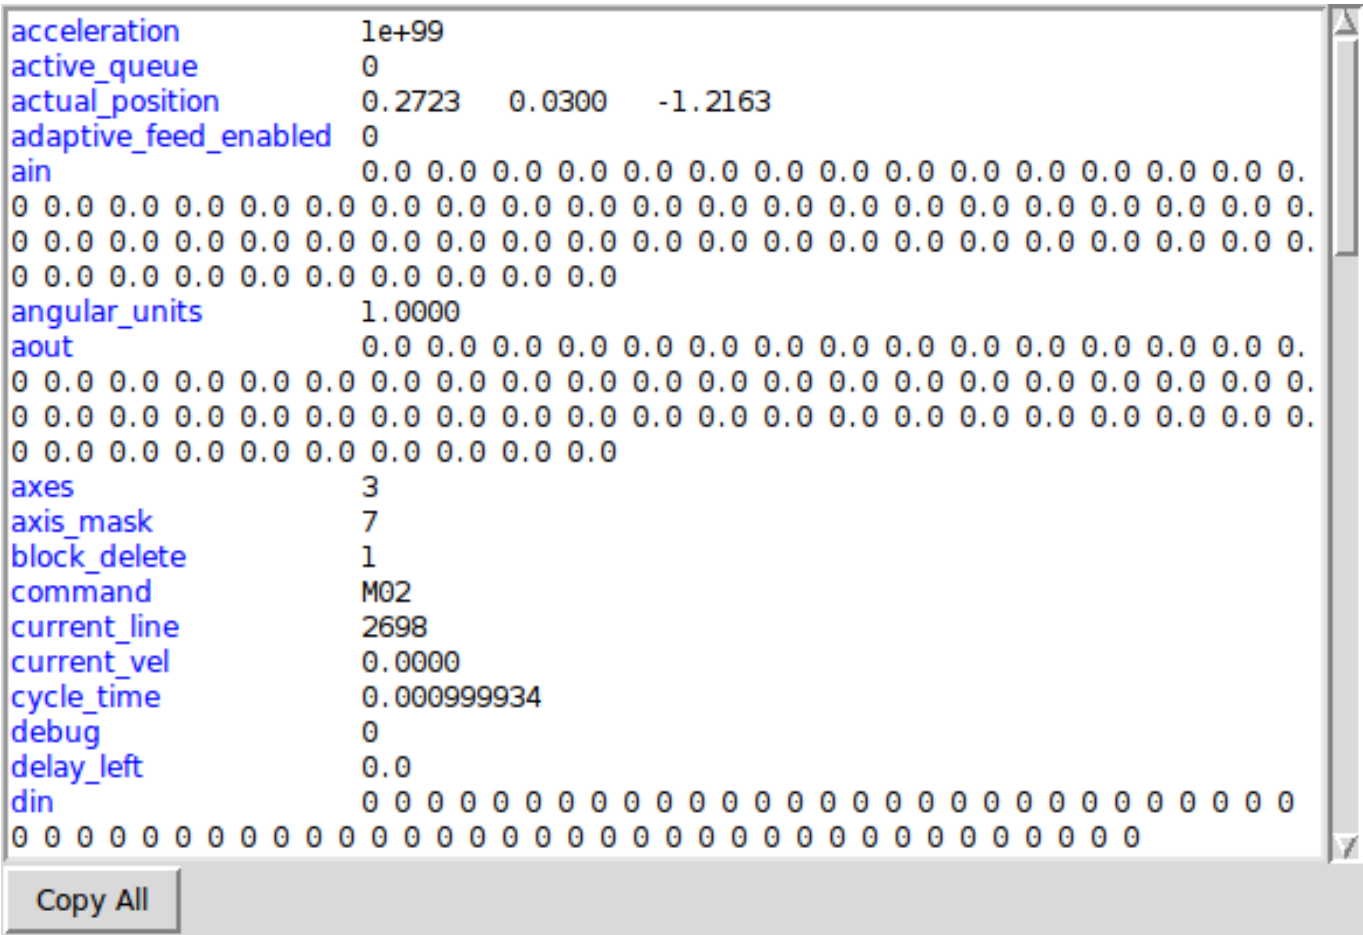 acceleration 1e+99
active_queue 0
actual_position 0.2723 0.0300 -1.2163
adaptive_feed_enabled 0
ain 0.0 0.0 0.0 0.0 0.0 0.0 0.0 0.0 0.0 0.0 0.0 0.0 0.0 0.0 0.
0 0.0 0.0 0.0 0.0 0.0 0.0 0.0 0.0 0.0 0.0 0.0 0.0 0.0 0.0 0.0 0.0 0.0 0.0 0.0 0.
0 0.0 0.0 0.0 0.0 0.0 0.0 0.0 0.0 0.0 0.0 0.0 0.0 0.0 0.0 0.0 0.0 0.0 0.0 0.0 0.
0 0.0 0.0 0.0 0.0 0.0 0.0 0.0 0.0 0.0
angular_units 1.0000
aout 0.0 0.0 0.0 0.0 0.0 0.0 0.0 0.0 0.0 0.0 0.0 0.0 0.0 0.0 0.
0 0.0 0.0 0.0 0.0 0.0 0.0 0.0 0.0 0.0 0.0 0.0 0.0 0.0 0.0 0.0 0.0 0.0 0.0 0.0 0.
0 0.0 0.0 0.0 0.0 0.0 0.0 0.0 0.0 0.0 0.0 0.0 0.0 0.0 0.0 0.0 0.0 0.0 0.0 0.0 0.
0 0.0 0.0 0.0 0.0 0.0 0.0 0.0 0.0 0.0
axes 3
axis_mask 7
block_delete 1
command M02
current_line 2698
current_vel 0.0000
cycle_time 0.000999934
debug 0
delay_left 0.0
din 0 0 0 0 0 0 0 0 0 0 0 0 0 0 0 0 0 0 0 0 0 0 0 0 0 0 0 0 0
0 0 0 0 0 0 0 0 0 0 0 0 0 0 0 0 0 0 0 0 0 0 0 0 0 0 0 0 0 0 0 0 0 0 0
Copy All